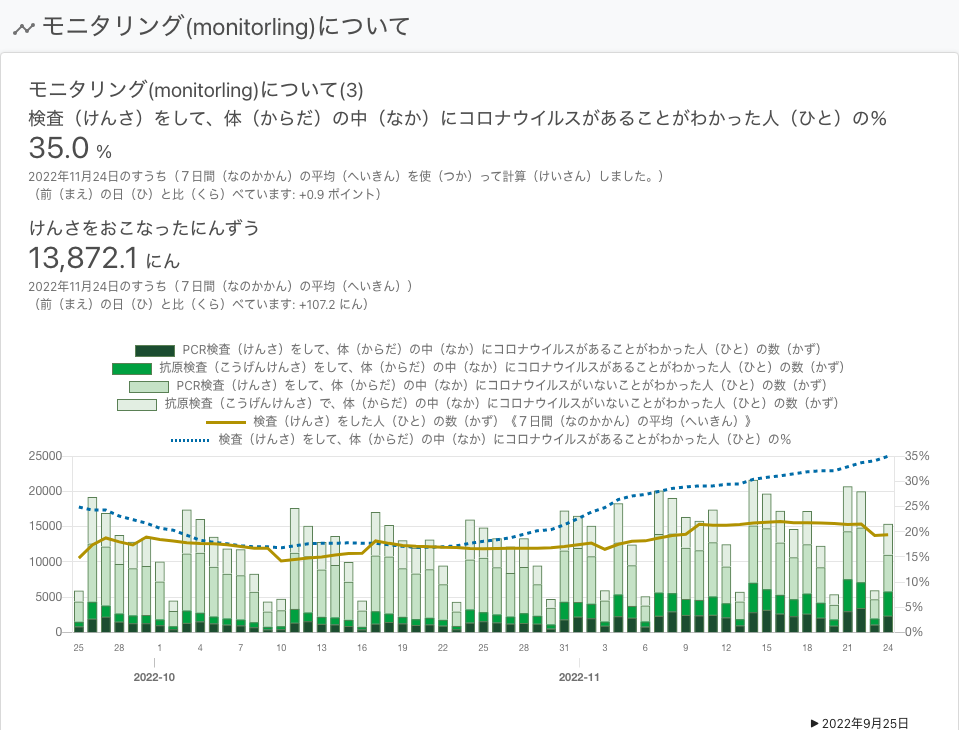 モニタリング(monitorling)について
モニタリング(monitorling)について(3)
検査（けんさ）をして、体（からだ）の中（なか）にコロナウイルスがあることがわかった人（ひと）の%
35.0 %
2022年11月24日のすうち（７日間（なのかかん）の平均（へいきん）を使（つか）って計算（けいさん）しました。）
（前（まえ）の日（ひ）と比（くら）べています: +0.9 ポイント）
けんさをおこなったにんずう
13,872.1 にん
2022年11月24日のすうち（７日間（なのかかん）の平均（へいきん））
（前（まえ）の日（ひ）と比（くら）べています: +107.2 にん）
PCR検査（けんさ）をして、体（からだ）の中（なか）にコロナウイルスがあることがわかった人（ひと）の数（かず）
抗原検査（こうげんけんさ）をして、体（からだ）の中（なか）にコロナウイルスがあることがわかった人（ひと）の数（かず）
PCR検査（けんさ）をして、体（からだ）の中（なか）にコロナウイルスがいないことがわかった人（ひと）の数（かず）
抗原検査（こうげんけんさ）で、体（からだ）の中（なか）にコロナウイルスがいないことがわかった人（ひと）の数（かず）
検査（けんさ）をした人（ひと）の数（かず）《７日間（なのかかん）の平均（へいきん）》
検査（けんさ）をして、体（からだ）の中（なか）にコロナウイルスがあることがわかった人（ひと）の%
25000 35%
30%
20000
25%
15000
20%
10000 15%
10%
5000
5%
0 0%
25 28 1 4 7 10 13 16 19 22 25 28 31 3 6 9 12 15 18 21 24
2022-10 2022-11
▶ 2022年9月25日